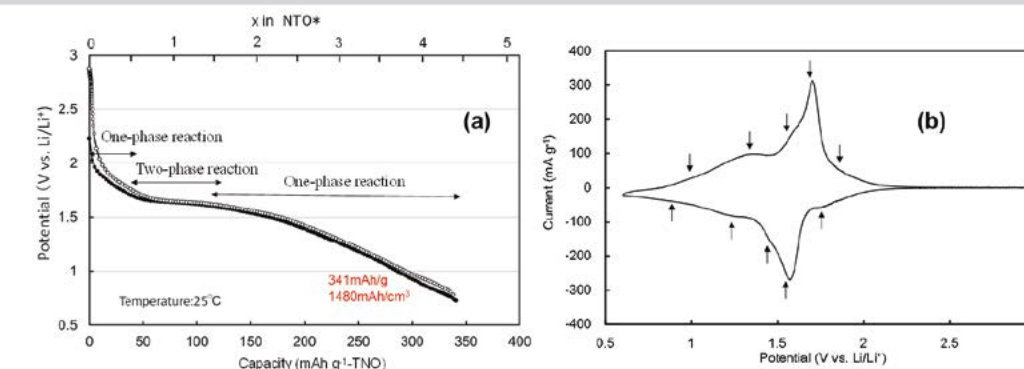 x in NTO*
0 1 2 3 4 5
3
2.5
2
1.5
1
0.5
Potential (V vs. Li/Li⁺)
(a)
One-phase reaction
Two-phase reaction
One-phase reaction
341mAh/g
1480mAh/cm³
Temperature:25℃
0 50 100 150 200 250 300 350 400
Capacity (mAh g⁻¹-TNO)
400
300
200
100
0
-100
-200
-300
-400
Current (mA g⁻¹)
(b)
0.5 1 1.5 2 2.5
Potential (V vs. Li/Li⁺)